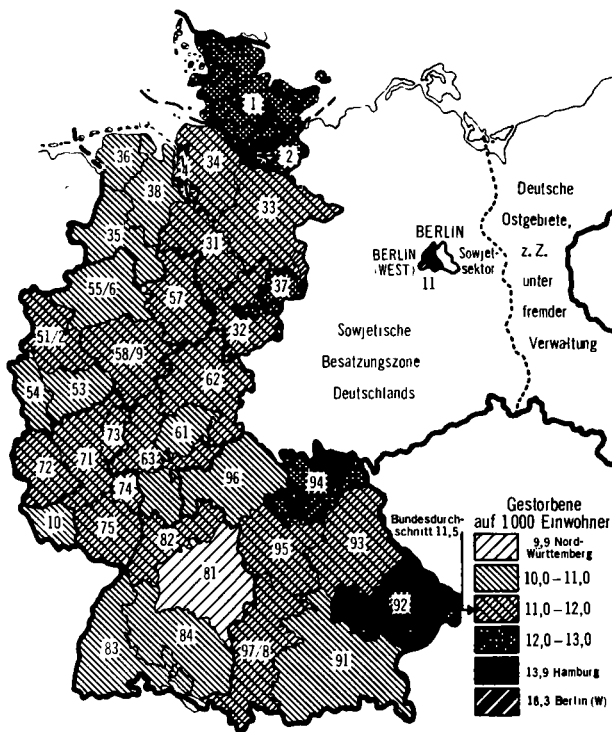 1
2
36
34
4
38
33
35
31
55/6
57
37
51/2
58/9
32
54
53
62
73
61
72
71
63
96
74
94
10
75
82
95
93
81
92
84
83
97/8
91
BERLIN
BERLIN
(WEST)
Sowjet-
sektor
11
Deutsche
Ostgebiete,
z. Z.
unter
fremder
Verwaltung
Sowjetische
Besatzungszone
Deutschlands
Gestorbene
auf 1000 Einwohner
Bundesdurch-
schnitt 11,5
9,9 Nord-
Württemberg
10,0-11,0
11,0-12,0
12,0-13,0
13,9 Hamburg
16,3 Berlin (W)